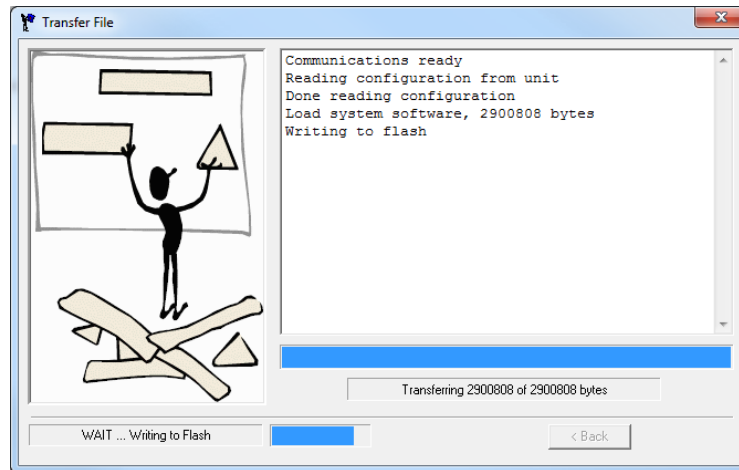 Transfer File
Communications ready
Reading configuration from unit
Done reading configuration
Load system software, 2900808 bytes
Writing to flash
Transferring 2900808 of 2900808 bytes
WAIT ... Writing to Flash
< Back